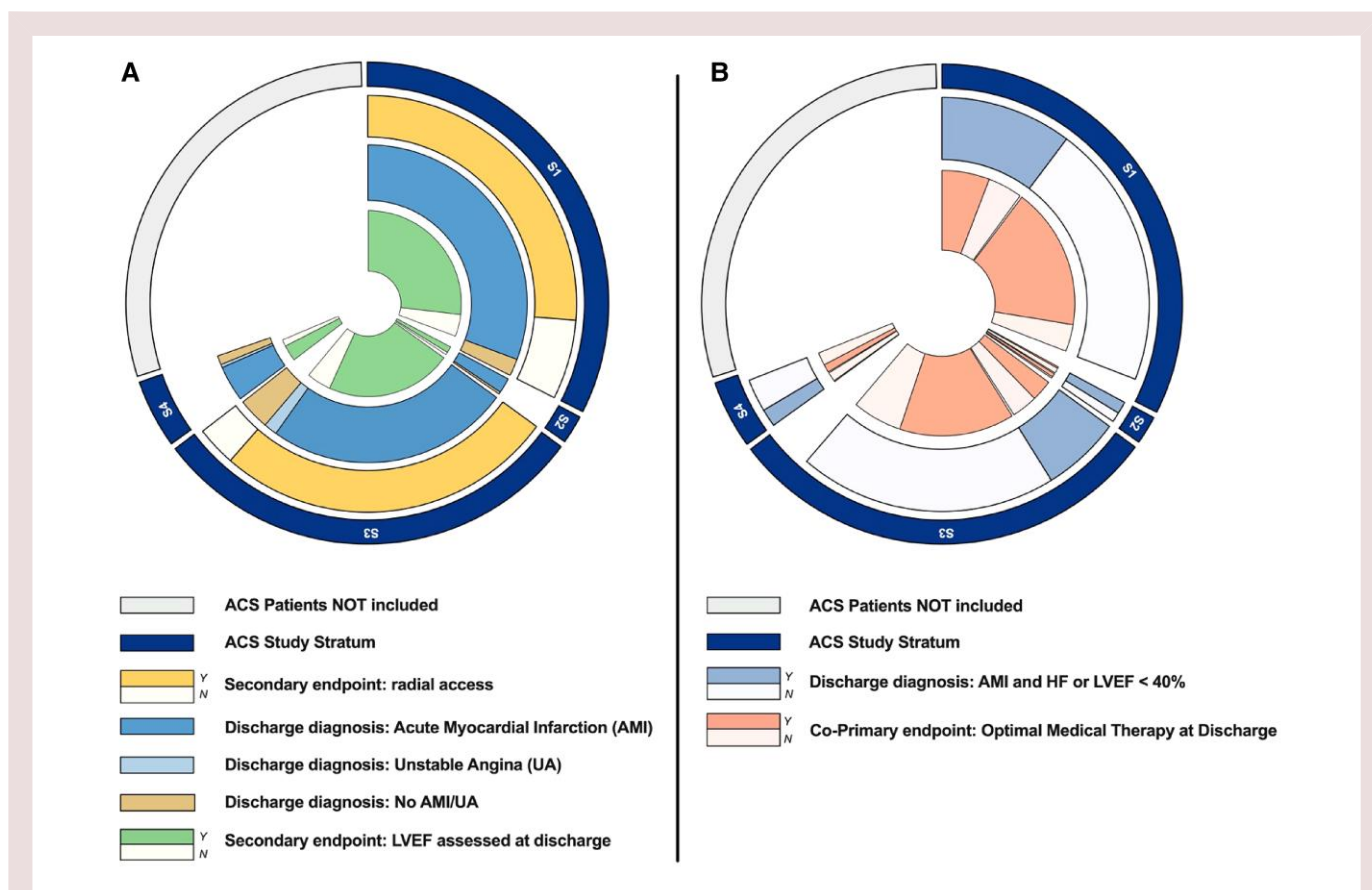 A
B
S1
S2
S3
S4
S1
S2
S3
S4
ACS Patients NOT included
ACS Study Stratum
Y
N
Secondary endpoint: radial access
Discharge diagnosis: Acute Myocardial Infarction (AMI)
Discharge diagnosis: Unstable Angina (UA)
Discharge diagnosis: No AMI/UA
Y
N
Secondary endpoint: LVEF assessed at discharge
ACS Patients NOT included
ACS Study Stratum
Y
N
Discharge diagnosis: AMI and HF or LVEF < 40%
Y
N
Co-Primary endpoint: Optimal Medical Therapy at Discharge